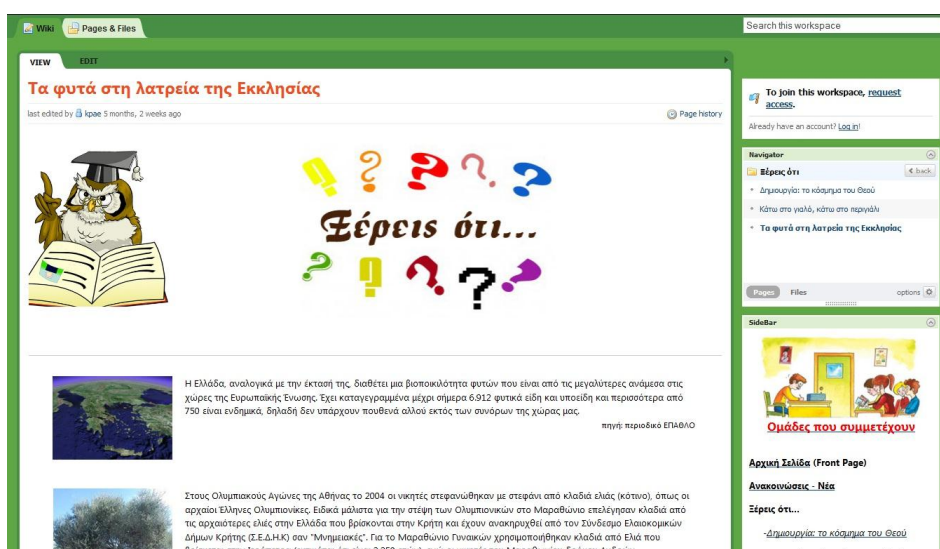 Wiki
Pages & Files
Search this workspace
VIEW
EDIT
Τα φυτά στη λατρεία της Εκκλησίας
last edited by kpae 5 months, 2 weeks ago
Page history
Ξέρεις ότι...
Η Ελλάδα, αναλογικά με την έκτασή της, διαθέτει μια βιοποικιλότητα φυτών που είναι από τις μεγαλύτερες ανάμεσα στις
χώρες της Ευρωπαϊκής Ένωσης. Έχει καταγεγραμμένα μέχρι σήμερα 6.912 φυτικά είδη και υποείδη και περισσότερα από
750 είναι ενδημικά, δηλαδή δεν υπάρχουν πουθενά αλλού εκτός των συνόρων της χώρας μας.
πηγή: περιοδικό ΕΠΑΘΛΟ
Στους Ολυμπιακούς Αγώνες της Αθήνας το 2004 οι νικητές στεφανώθηκαν με στεφάνι από κλαδιά ελιάς (κότινο), όπως οι
αρχαίοι Έλληνες Ολυμπιονίκες. Ειδικά μάλιστα για την στέψη των Ολυμπιονικών στο Μαραθώνιο επελέγησαν κλαδιά από
τις αρχαιότερες ελιές στην Ελλάδα που βρίσκονται στην Κρήτη και έχουν ανακηρυχθεί από τον Σύνδεσμο Ελαιοκομικών
Δήμων Κρήτης (Σ.Ε.Δ.Η.Κ) σαν "Μνημειακές". Για το Μαραθώνιο Γυναικών χρησιμοποιήθηκαν κλαδιά από Ελιά που
To join this workspace, request
access.
Already have an account? Log in!
Navigator
Ξέρεις ότι
back
Δημιουργία: το κόσμημα του Θεού
Κάτω στο γιαλό, κάτω στο περιγιάλι
Τα φυτά στη λατρεία της Εκκλησίας
Pages
Files
options
SideBar
Ομάδες που συμμετέχουν
Αρχική Σελίδα (Front Page)
Ανακοινώσεις - Νέα
Ξέρεις ότι...
-Δημιουργία: το κόσμημα του Θεού